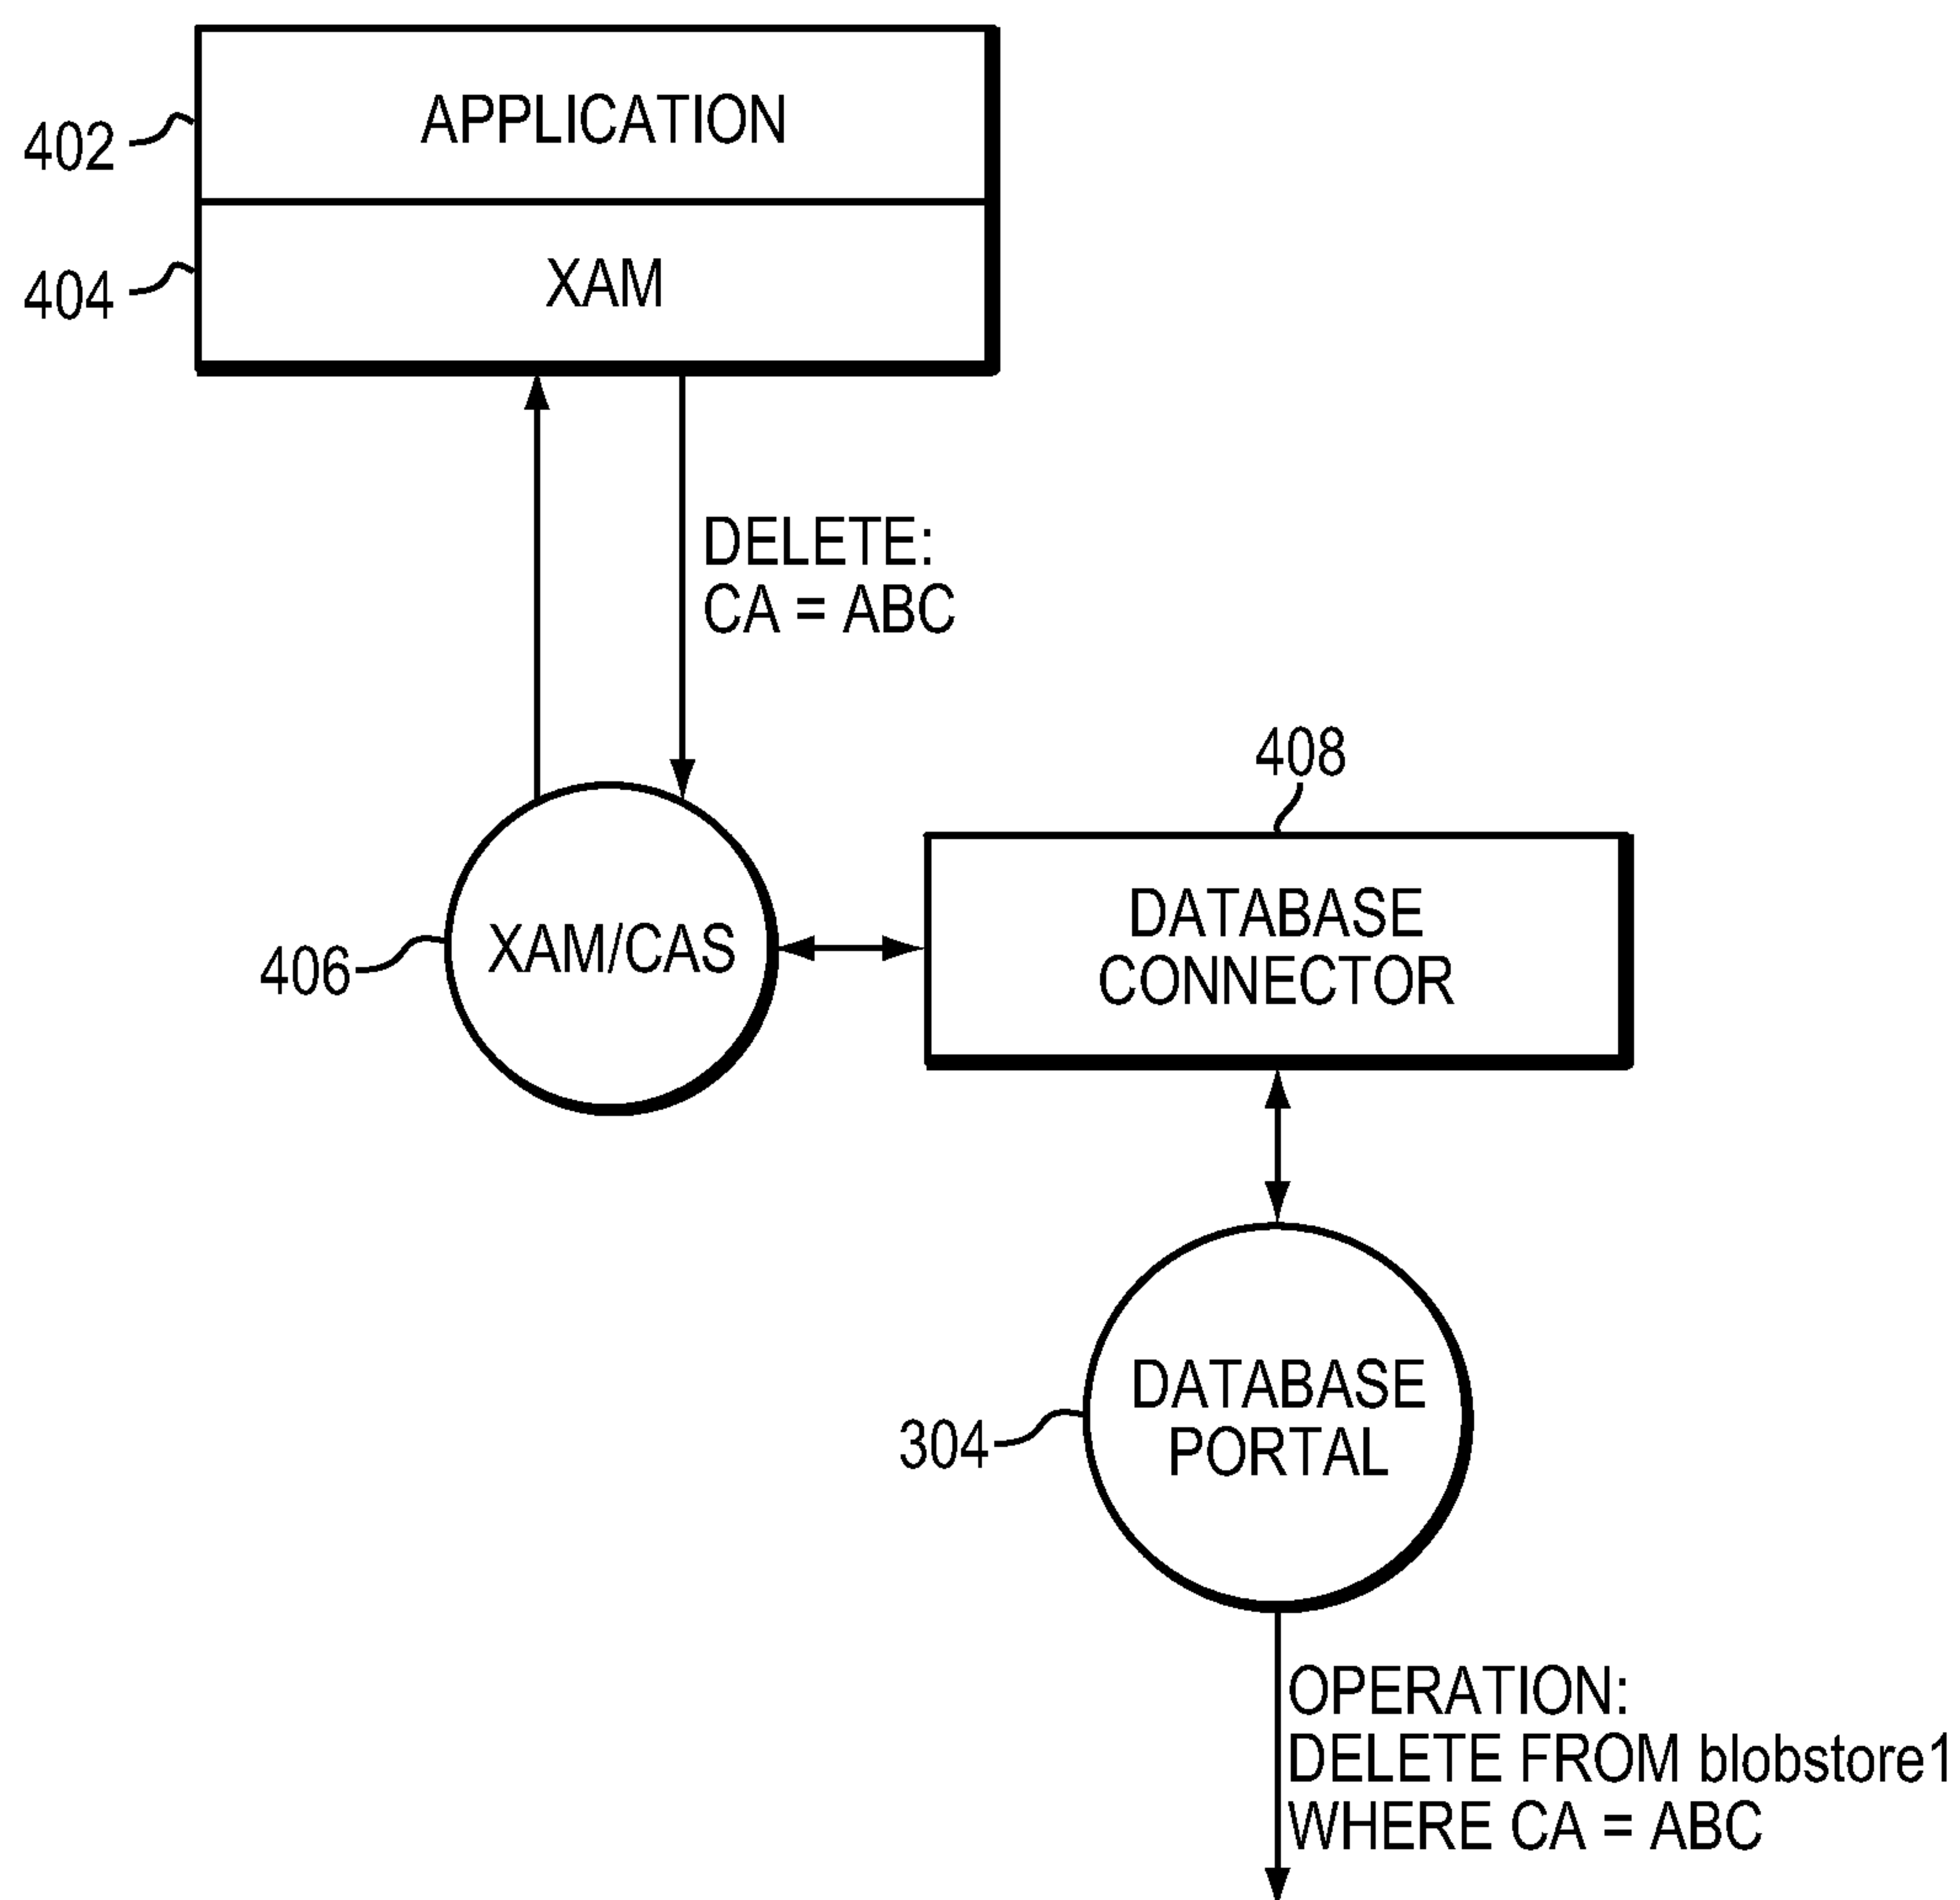 APPLICATION
402
XAM
404
DELETE:
CA = ABC
408
DATABASE
CONNECTOR
XAM/CAS
406
DATABASE
PORTAL
304
OPERATION:
DELETE FROM blobstore1
WHERE CA = ABC